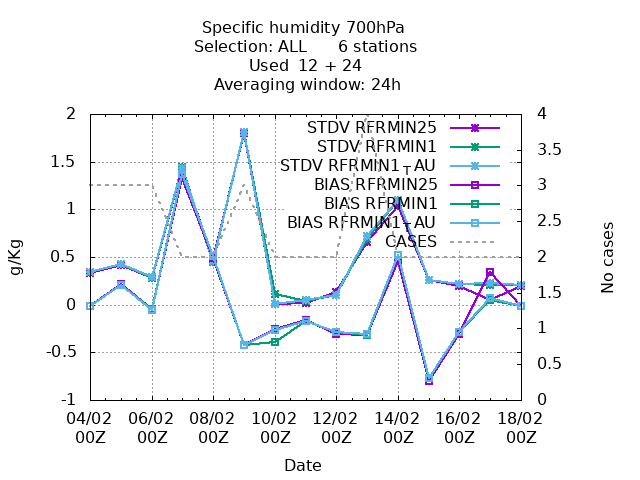 Specific humidity 700hPa
Selection: ALL 6 stations
Used 12 + 24
Averaging window: 24h
STDV RFRMIN25
STDV RFRMIN1
STDV RFRMIN1_AU
BIAS RFRMIN25
BIAS RFRMIN1
BIAS RFRMIN1_AU
CASES
2
1.5
1
0.5
0
-0.5
-1
g/Kg
4
3.5
3
2.5
2
1.5
1
0.5
0
No cases
04/02 06/02 08/02 10/02 12/02 14/02 16/02 18/02
00Z 00Z 00Z 00Z 00Z 00Z 00Z 00Z
Date